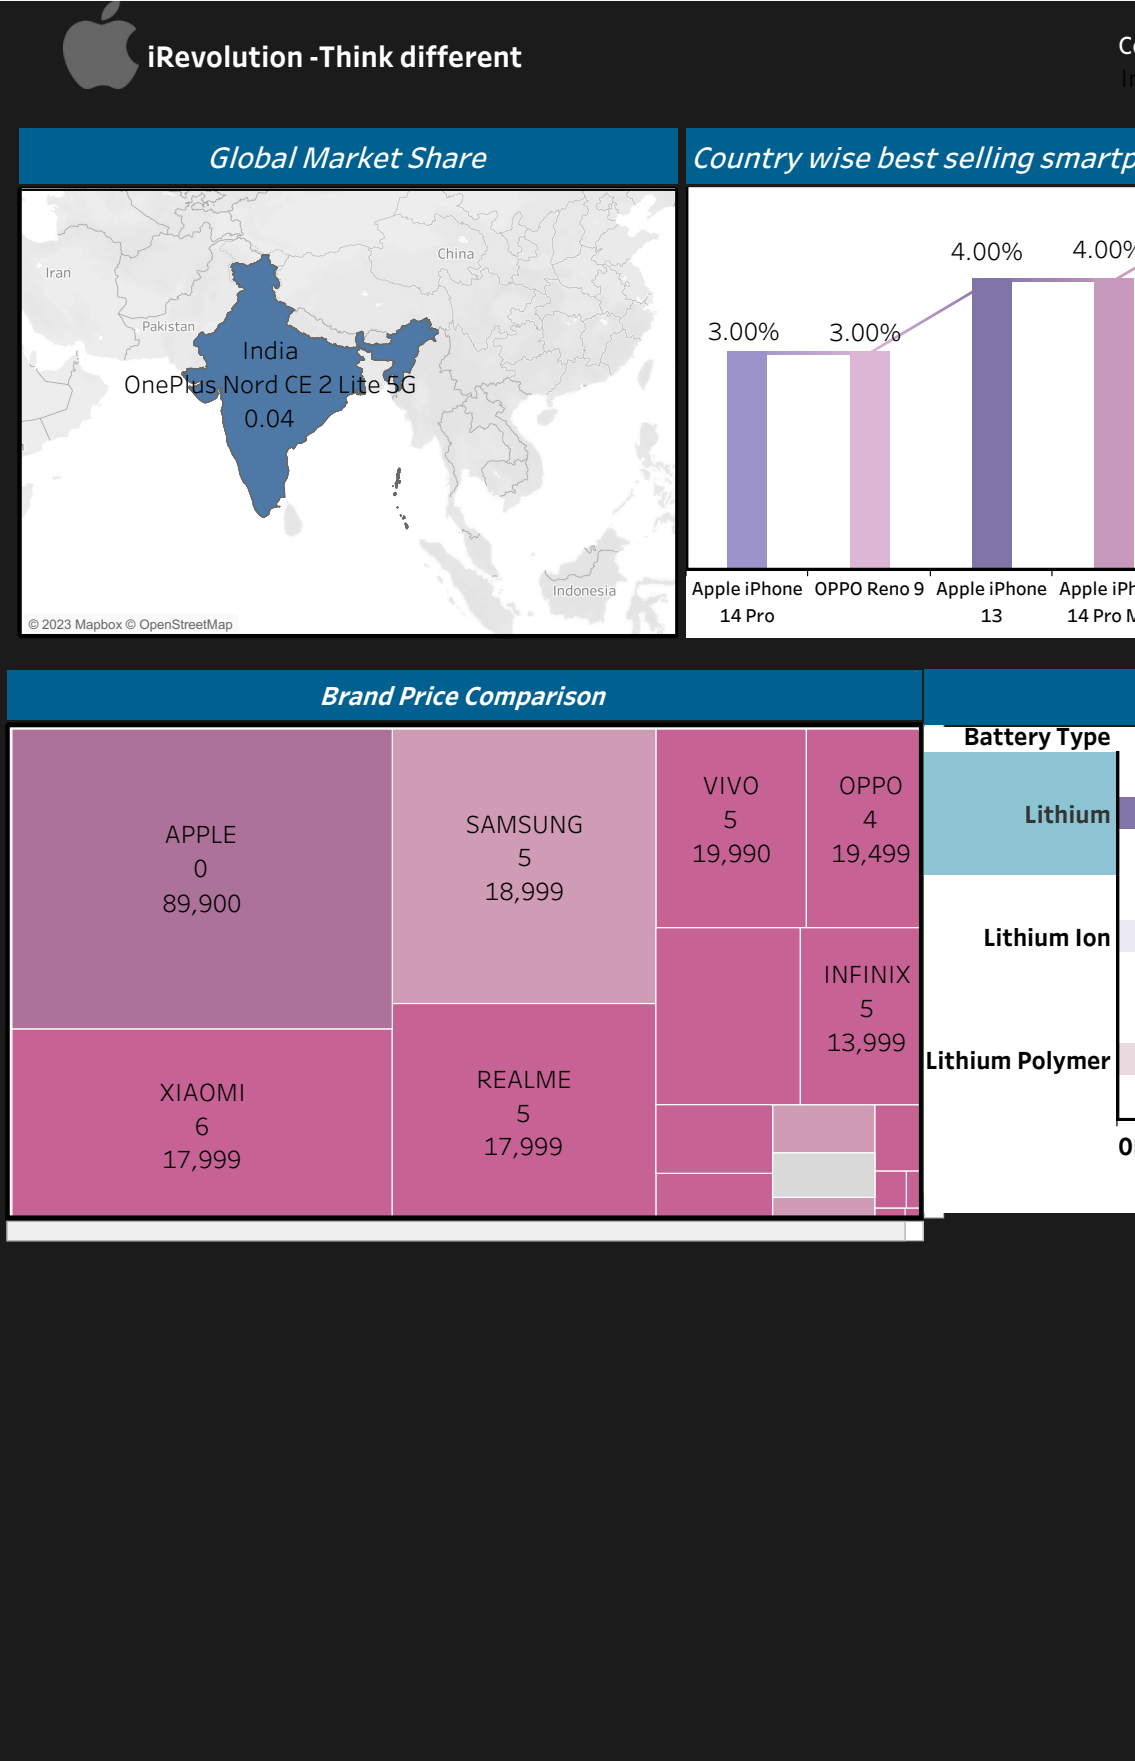 iRevolution -Think different
Global Market Share
Iran
China
Pakistan
India
OnePlus Nord CE 2 Lite 5G
0.04
Indonesia
© 2023 Mapbox © OpenStreetMap
Country wise best selling
3.00%
3.00%
4.00%
4.00%
Apple iPhone
14 Pro
OPPO Reno 9
Apple iPhone
13
Apple
14 Pro
Brand Price Comparison
APPLE
0
89,900
SAMSUNG
5
18,999
VIVO
5
19,990
OPPO
4
19,499
XIAOMI
6
17,999
REALME
5
17,999
INFINIX
5
13,999
Battery Type
Lithium
Lithium Ion
Lithium Polymer